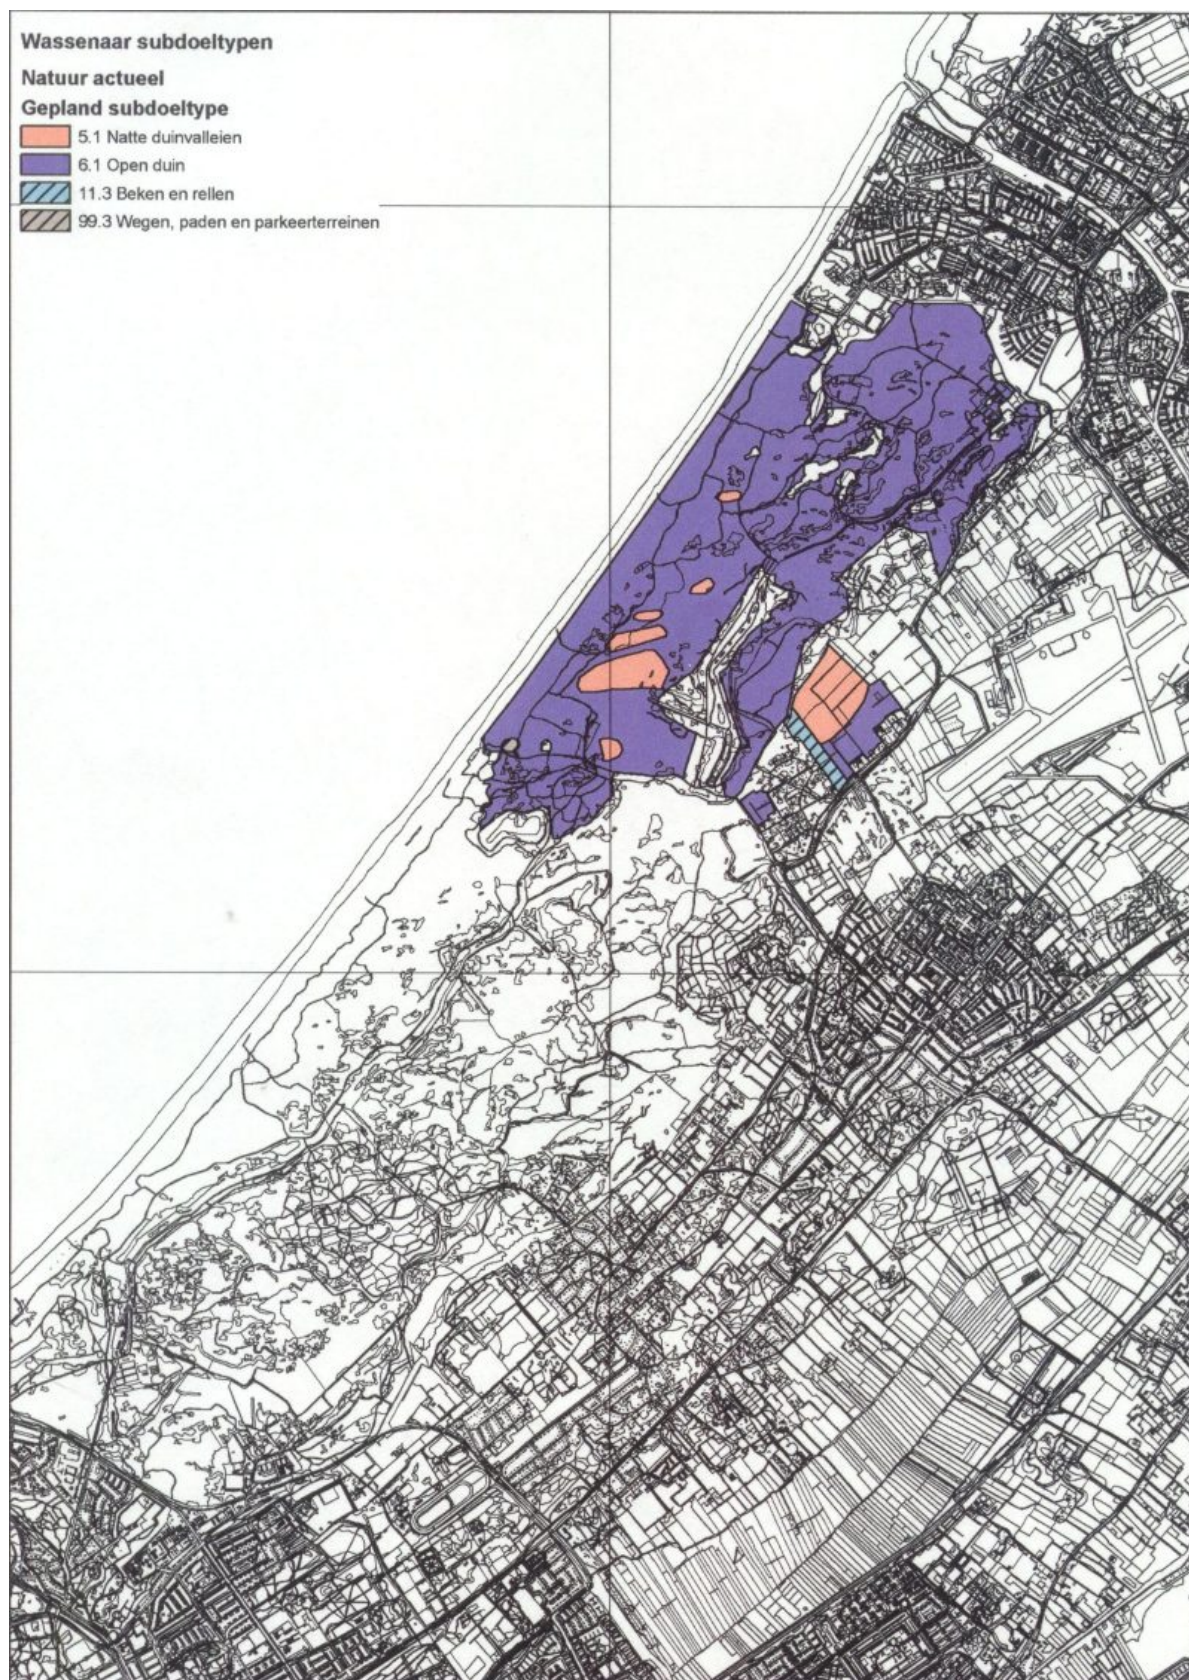 Wassenaar subdoeltypen
Natuur actueel
Gepland subdoeltype
5.1 Natte duinvalleien
6.1 Open duin
11.3 Beken en rellen
99.3 Wegen, paden en parkeerterreinen